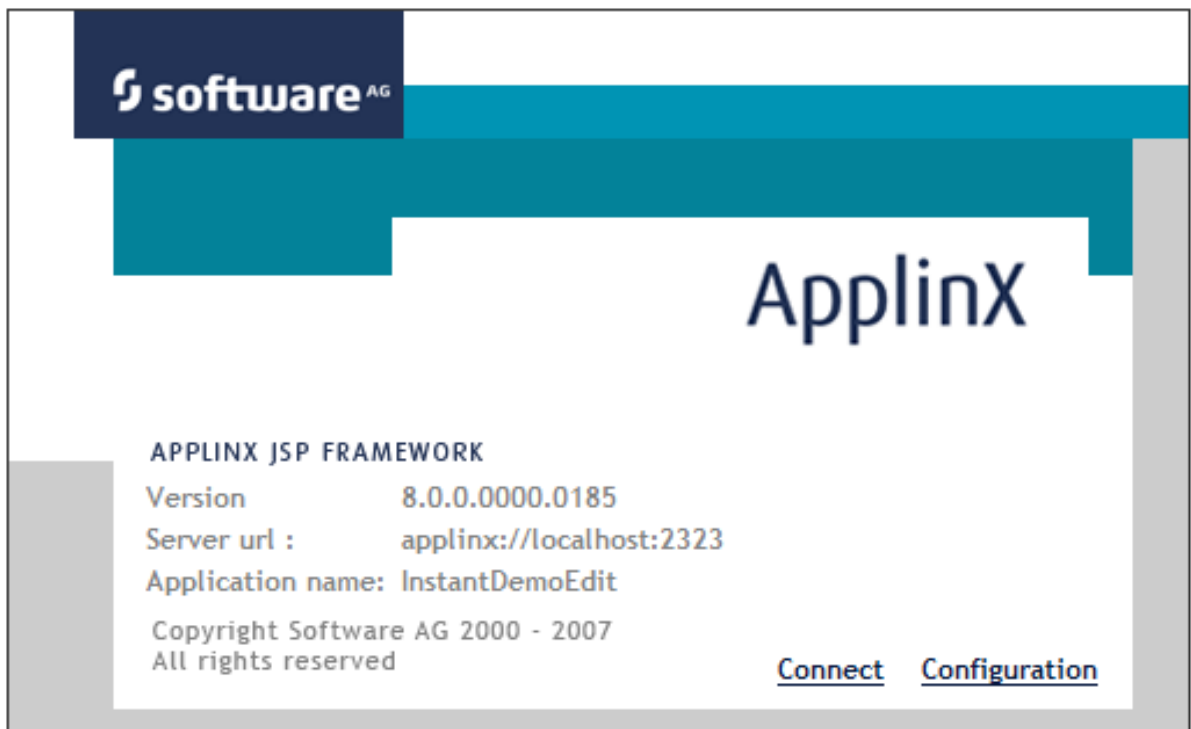 software AG
ApplinX
APPLINX JSP FRAMEWORK
Version 8.0.0.0000.0185
Server url : applinx://localhost:2323
Application name: InstantDemoEdit
Copyright Software AG 2000 - 2007
All rights reserved
Connect Configuration